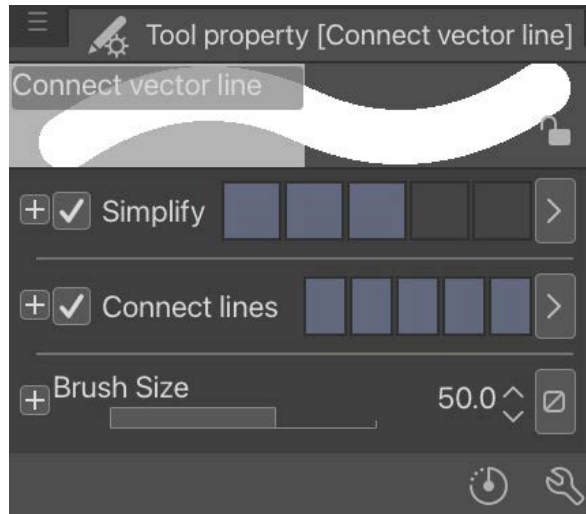 Tool property [Connect vector line]
Connect vector line
Simplify
Connect lines
Brush Size
50.0